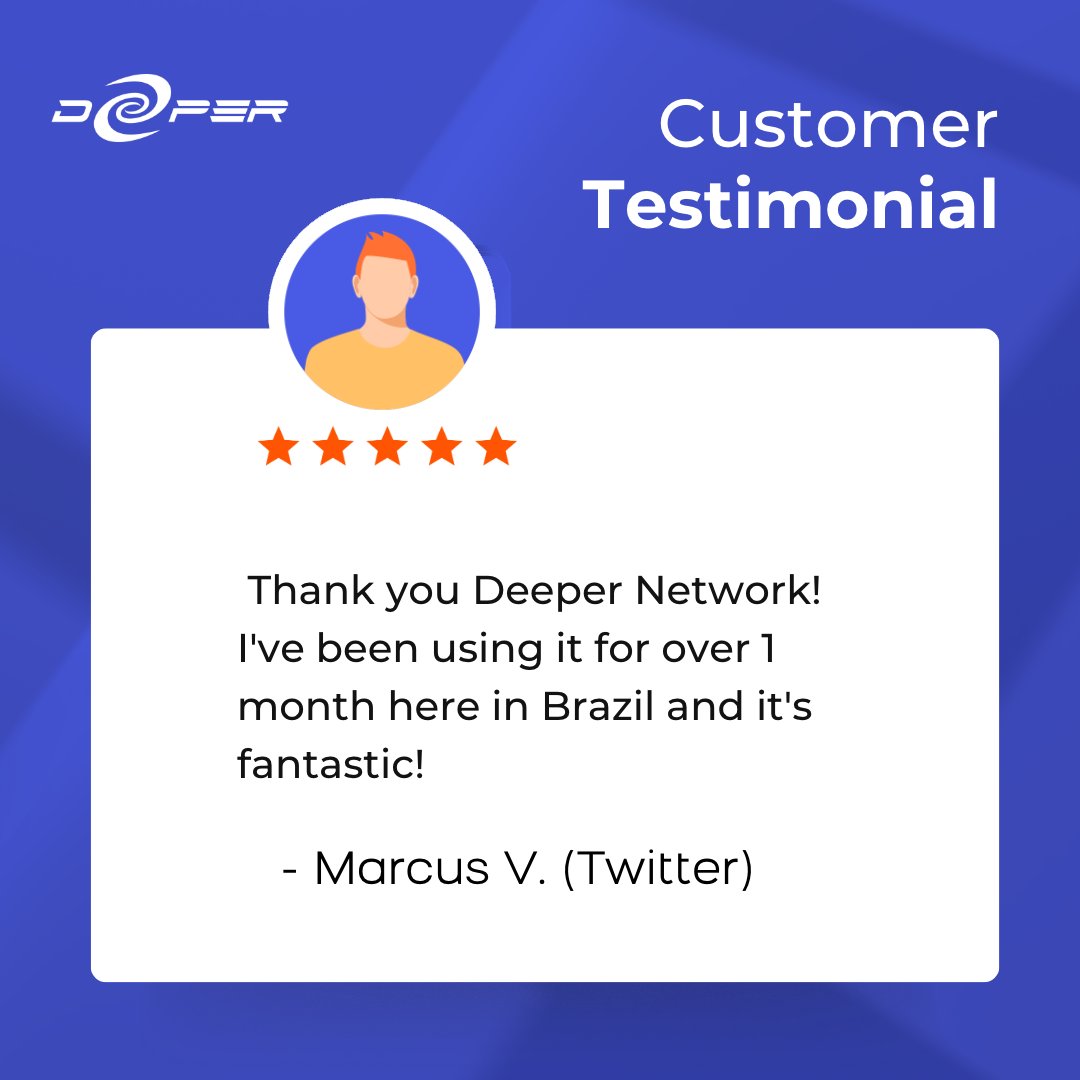 DEEPER
Customer
Testimonial
Thank you Deeper Network!
I've been using it for over 1
month here in Brazil and it's
fantastic!
- Marcus V. (Twitter)